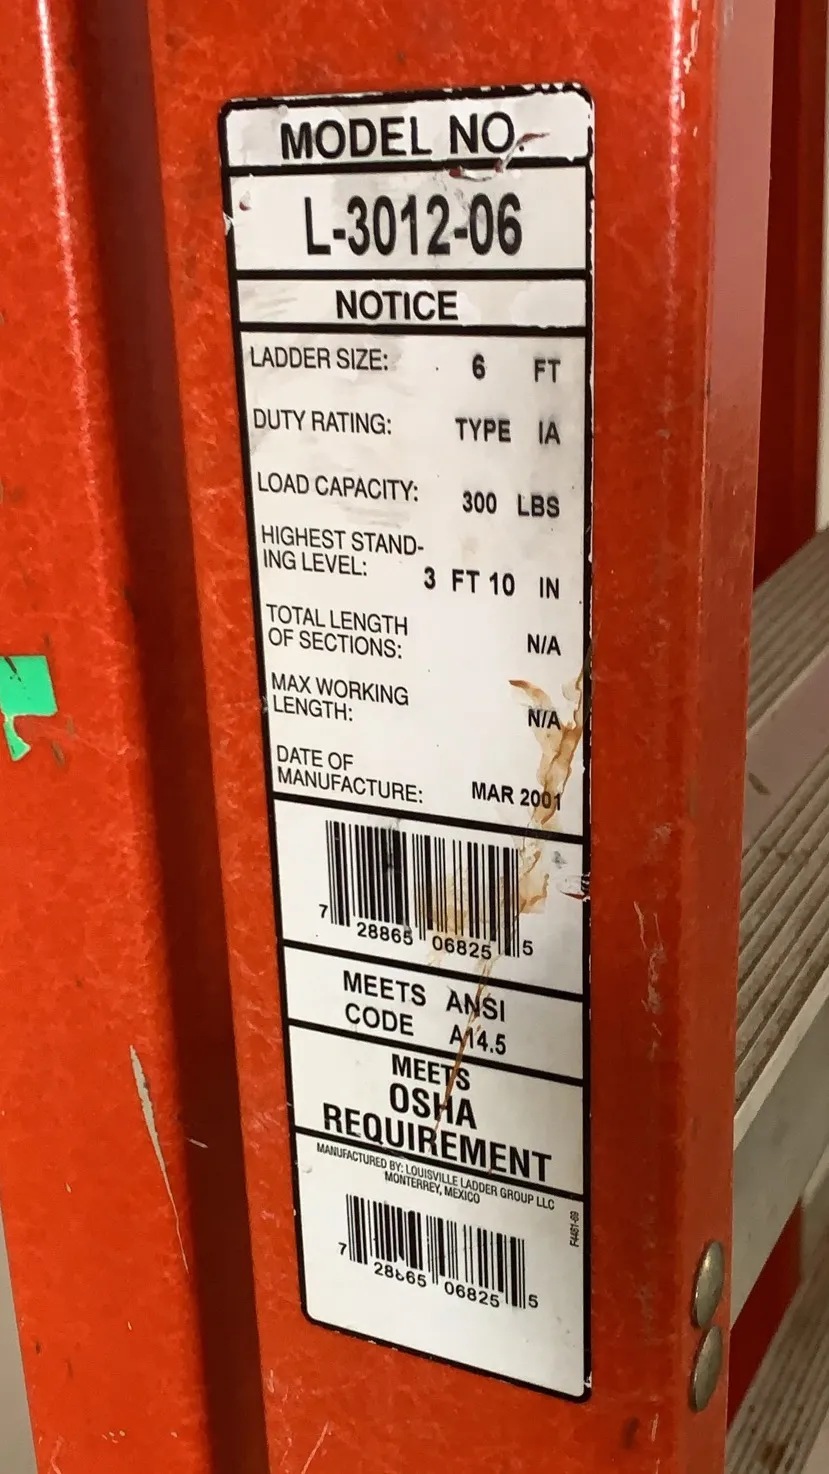 MODEL NO.
L-3012-06
NOTICE
LADDER SIZE: 6 FT
DUTY RATING: TYPE IA
LOAD CAPACITY: 300 LBS
HIGHEST STAND-
ING LEVEL: 3 FT 10 IN
TOTAL LENGTH
OF SECTIONS: N/A
MAX WORKING
LENGTH: N/A
DATE OF
MANUFACTURE: MAR 2001
7 28865 06825 5
MEETS ANSI
CODE A14.5
MEETS
OSHA
REQUIREMENT
MANUFACTURED BY: LOUISVILLE LADDER GROUP LLC
MONTERREY, MEXICO
7 28865 06825 5